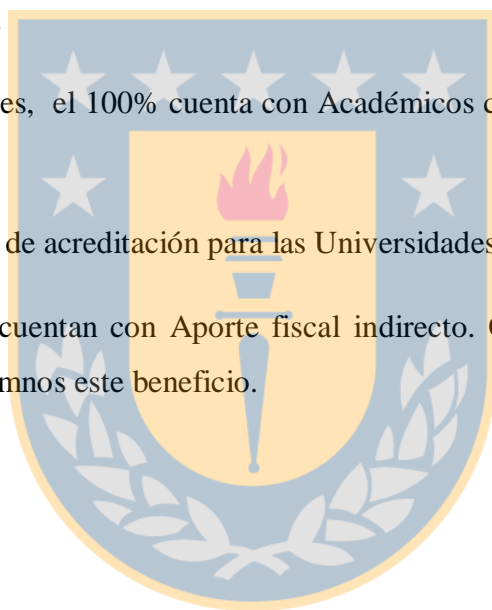 es, el 100% cuenta con Académicos
de acreditación para las Universidades
cuentan con Aporte fiscal indirecto.
mnos este beneficio.